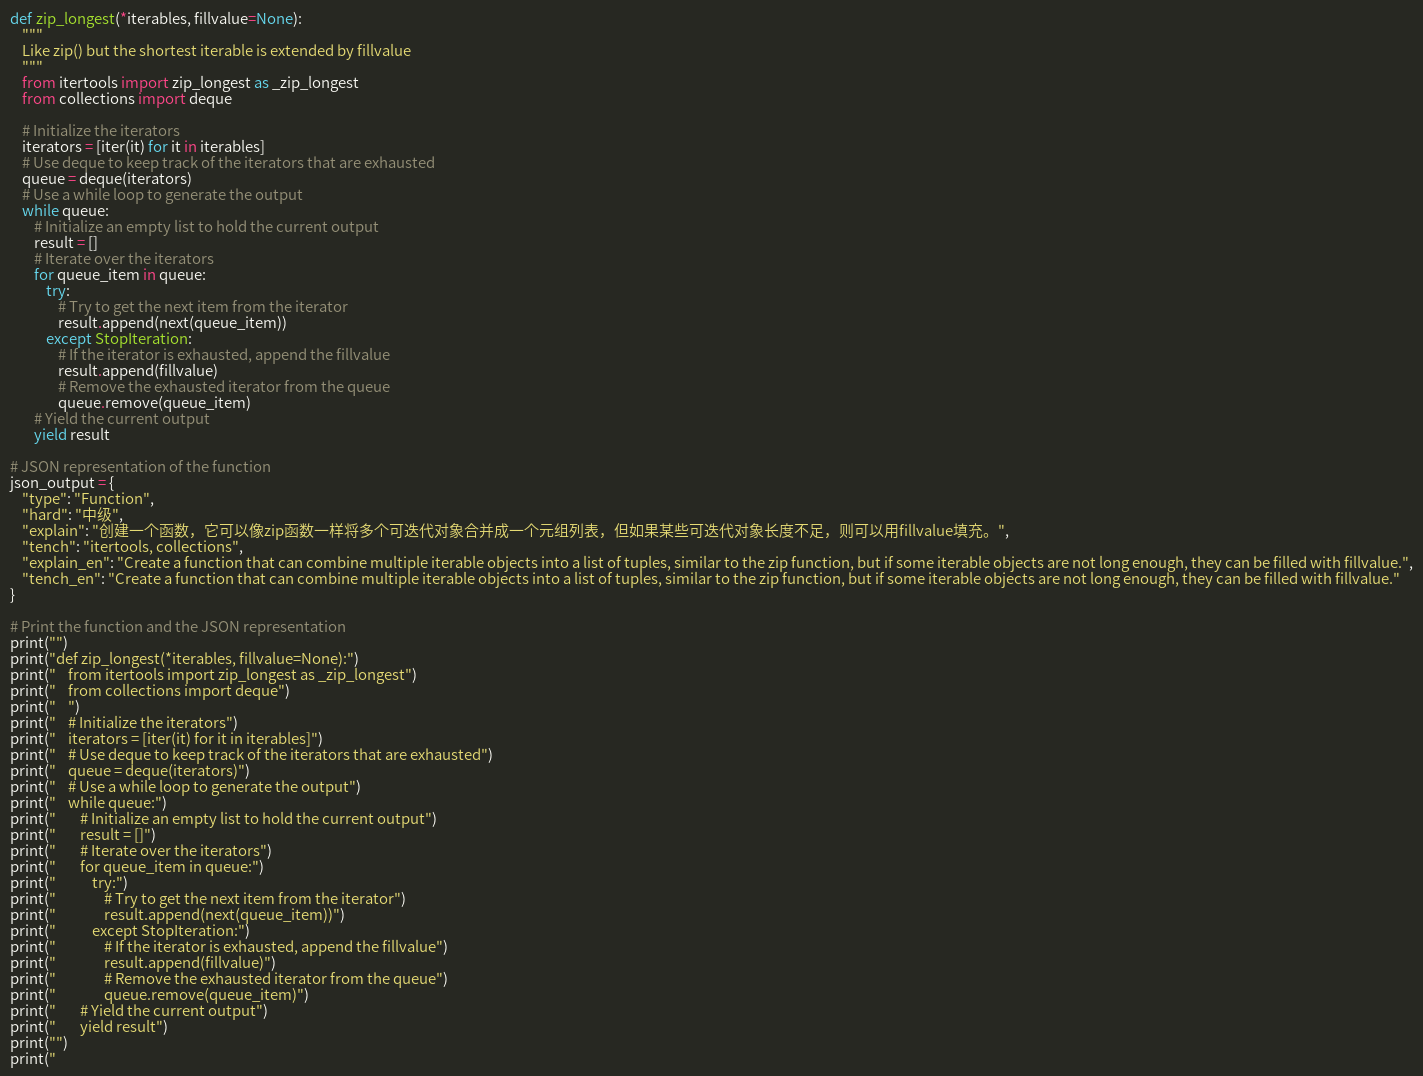 def zip_longest(*iterables, fillvalue=None):
    """
    Like zip() but the shortest iterable is extended by fillvalue
    """
    from itertools import zip_longest as _zip_longest
    from collections import deque

    # Initialize the iterators
    iterators = [iter(it) for it in iterables]
    # Use deque to keep track of the iterators that are exhausted
    queue = deque(iterators)
    # Use a while loop to generate the output
    while queue:
        # Initialize an empty list to hold the current output
        result = []
        # Iterate over the iterators
        for queue_item in queue:
            try:
                # Try to get the next item from the iterator
                result.append(next(queue_item))
            except StopIteration:
                # If the iterator is exhausted, append the fillvalue
                result.append(fillvalue)
                # Remove the exhausted iterator from the queue
                queue.remove(queue_item)
        # Yield the current output
        yield result

# JSON representation of the function
json_output = {
    "type": "Function",
    "hard": "中级",
    "explain": "创建一个函数，它可以像zip函数一样将多个可迭代对象合并成一个元组列表，但如果某些可迭代对象长度不足，则可以用fillvalue填充。",
    "tench": "itertools, collections",
    "explain_en": "Create a function that can combine multiple iterable objects into a list of tuples, similar to the zip function, but if some iterable objects are not long enough, they can be filled with fillvalue.",
    "tench_en": "Create a function that can combine multiple iterable objects into a list of tuples, similar to the zip function, but if some iterable objects are not long enough, they can be filled with fillvalue."
}

# Print the function and the JSON representation
print("")
print("def zip_longest(*iterables, fillvalue=None):")
print("    from itertools import zip_longest as _zip_longest")
print("    from collections import deque")
print("    ")
print("    # Initialize the iterators")
print("    iterators = [iter(it) for it in iterables]")
print("    # Use deque to keep track of the iterators that are exhausted")
print("    queue = deque(iterators)")
print("    # Use a while loop to generate the output")
print("    while queue:")
print("        # Initialize an empty list to hold the current output")
print("        result = []")
print("        # Iterate over the iterators")
print("        for queue_item in queue:")
print("            try:")
print("                # Try to get the next item from the iterator")
print("                result.append(next(queue_item))")
print("            except StopIteration:")
print("                # If the iterator is exhausted, append the fillvalue")
print("                result.append(fillvalue)")
print("                # Remove the exhausted iterator from the queue")
print("                queue.remove(queue_item)")
print("        # Yield the current output")
print("        yield result")
print("")
print("